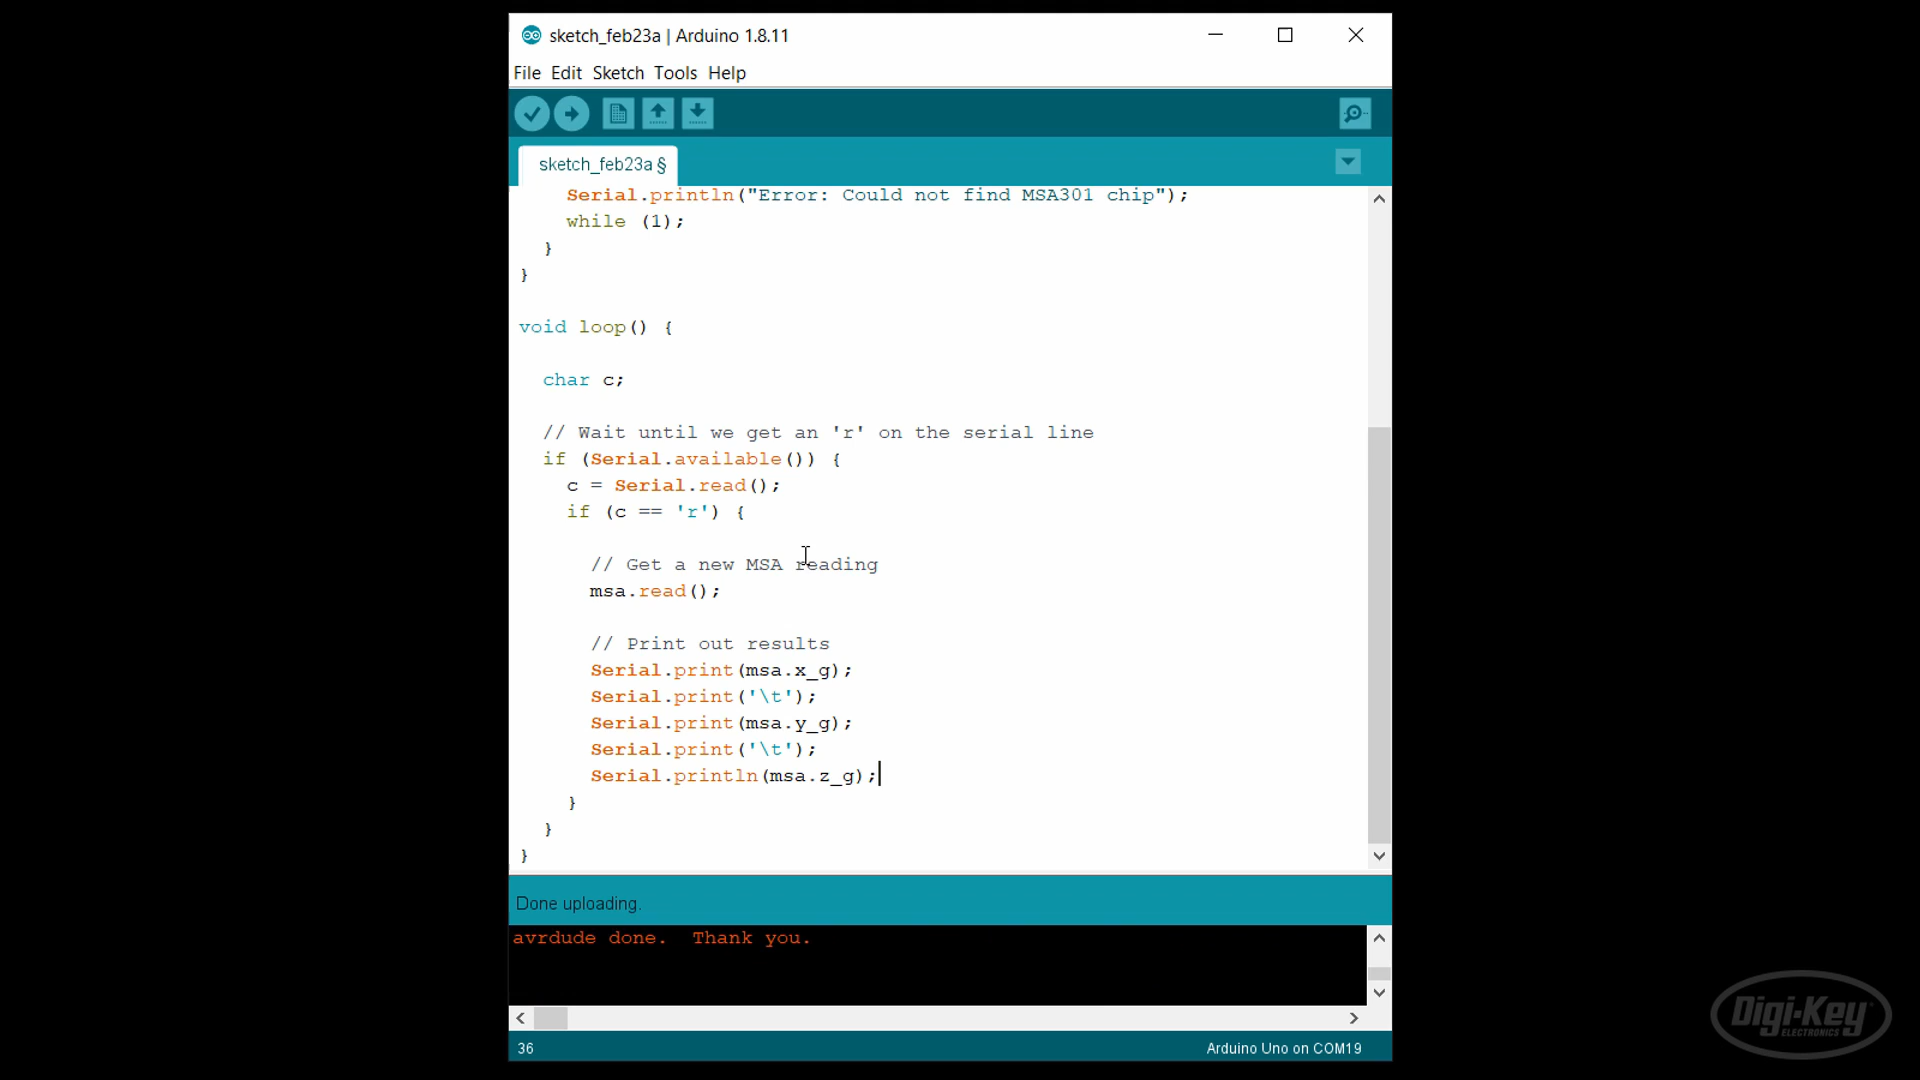 sketch_feb23a | Arduino 1.8.11
File Edit Sketch Tools Help
sketch_feb23a §
Serial.println("Error: Could not find MSA301 chip");
while (1);
}
}
void loop() {
char c;
// Wait until we get an 'r' on the serial line
if (Serial.available()) {
c = Serial.read();
if (c == 'r') {
// Get a new MSA reading
msa.read();
// Print out results
Serial.print(msa.x_g);
Serial.print('\t');
Serial.print(msa.y_g);
Serial.print('\t');
Serial.println(msa.z_g);
}
}
}
Done uploading.
avrdude done.  Thank you.
36
Arduino Uno on COM19
Digi-Key
ELECTRONICS